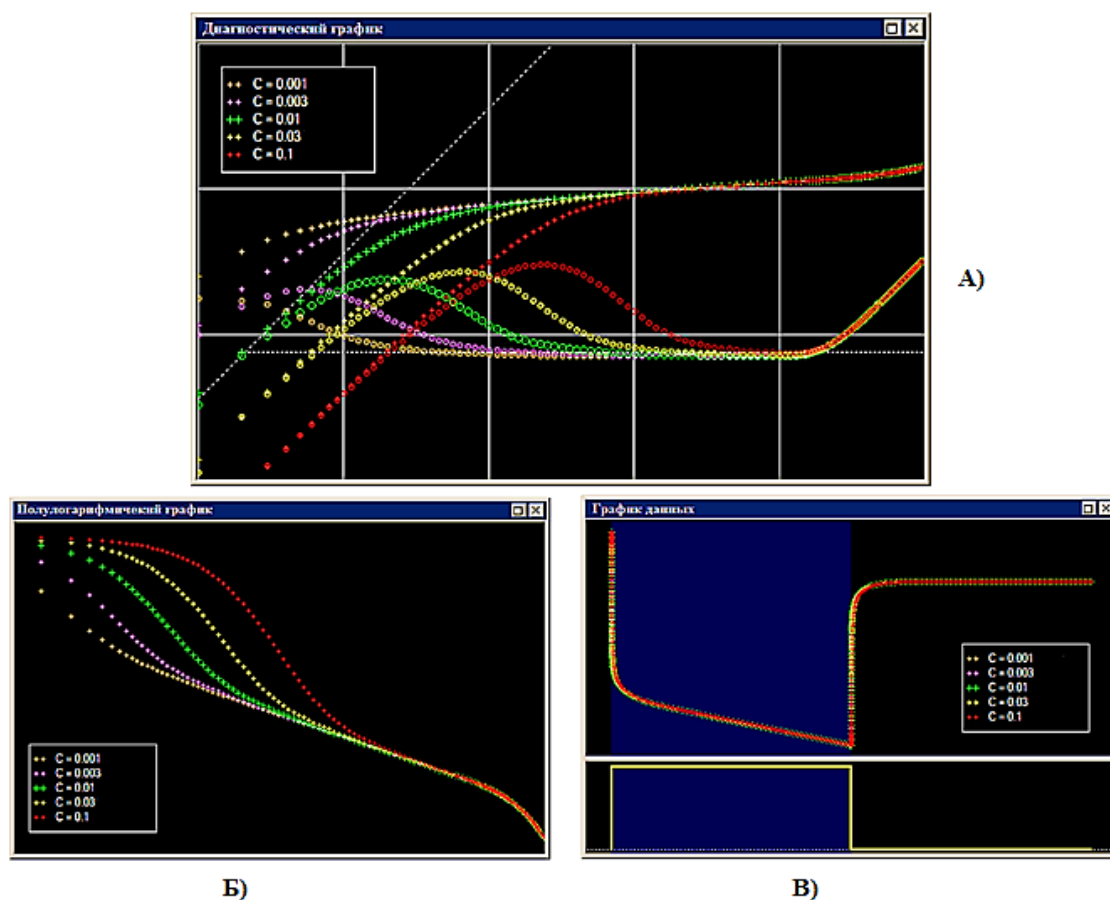 Диагностический график
C = 0.001
C = 0.003
C = 0.01
C = 0.03
C = 0.1
А)
Полулогарифмический график
C = 0.001
C = 0.003
C = 0.01
C = 0.03
C = 0.1
Б)
График данных
C = 0.001
C = 0.003
C = 0.01
C = 0.03
C = 0.1
В)